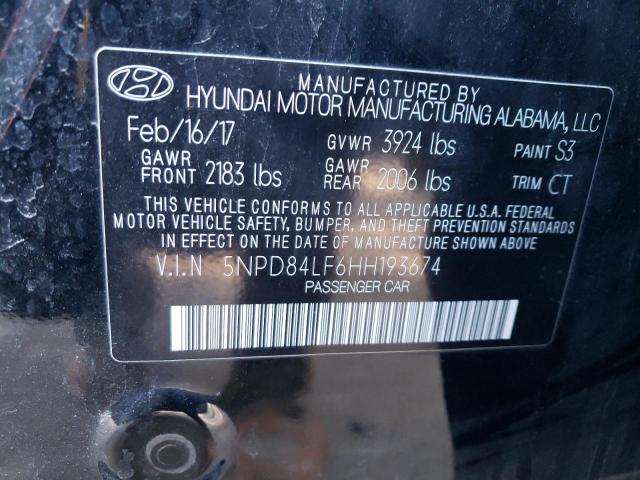 MANUFACTURED BY
HYUNDAI MOTOR MANUFACTURING ALABAMA, LLC
Feb/16/17 GVWR 3924 lbs PAINT S3
GAWR FRONT 2183 lbs GAWR REAR 2006 lbs TRIM CT
THIS VEHICLE CONFORMS TO ALL APPLICABLE U.S.A. FEDERAL
MOTOR VEHICLE SAFETY, BUMPER, AND THEFT PREVENTION STANDARDS
IN EFFECT ON THE DATE OF MANUFACTURE SHOWN ABOVE.
V.I.N 5NPD84LF6HH193674
PASSENGER CAR